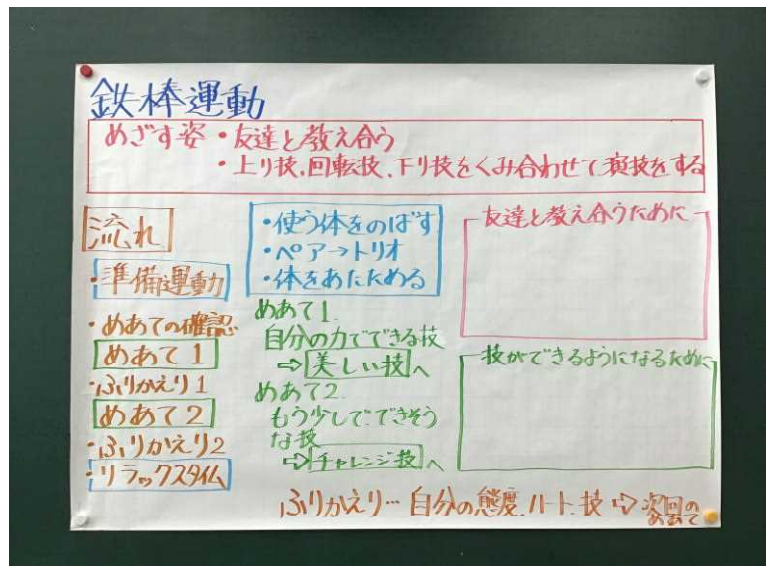 鉄棒運動
めざす姿・友達と教え合う
・上り技、回転技、下り技をくみ合わせて演技をする
流れ
・準備運動
・めあての確認
めあて1
・ふりかえり1
めあて2
・ふりかえり2
・リラックスタイム
・使う体をのばす
・ペア→トリオ
・体をあたためる
めあて1.
自分の力でできる技
⇨美しい技へ
めあて2.
もう少しでできそう
な技
⇨チャレンジ技へ
友達と教え合うために
技ができるようになるために
ふりかえり…自分の態度、ハート、技⇨次回の
めあて